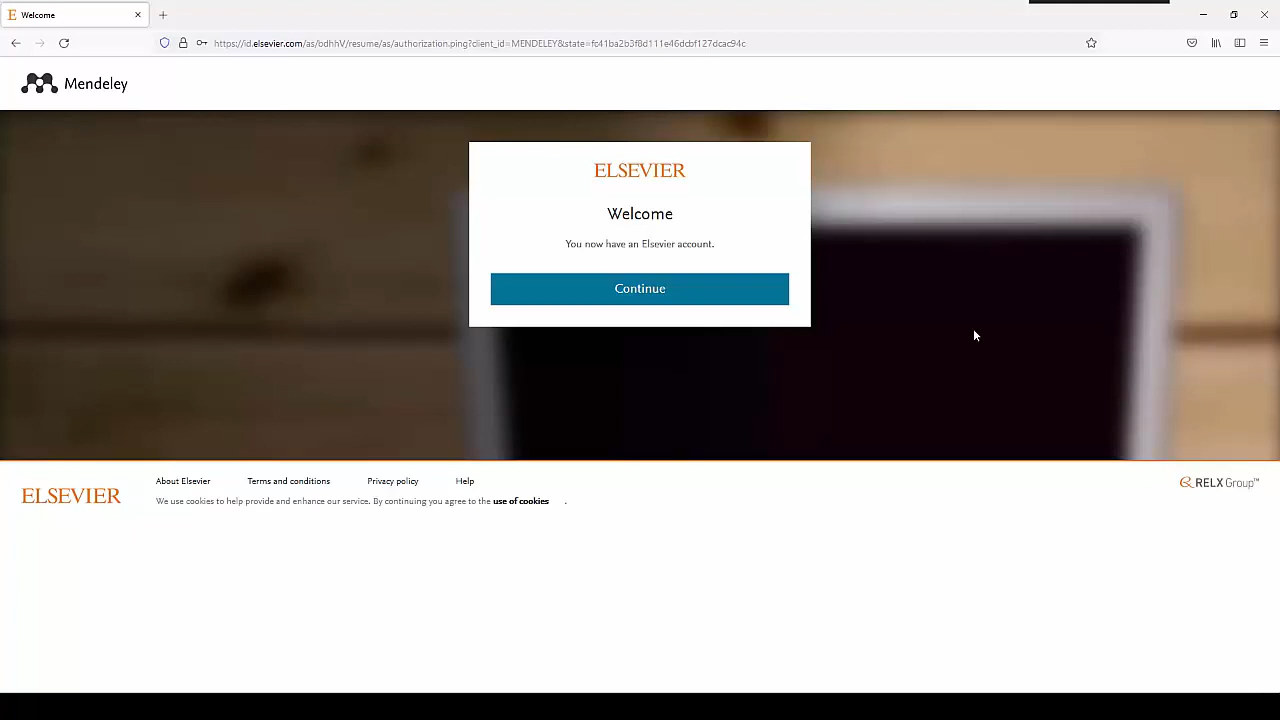 Welcome
https://id.elsevier.com/as/bdhhV/resume/as/authorization.ping?client_id=MENDELEY&state=fc41ba2b3f8d111e46dcbf127dcac94c
Mendeley
ELSEVIER
Welcome
You now have an Elsevier account.
Continue
ELSEVIER
About Elsevier Terms and conditions Privacy policy Help
We use cookies to help provide and enhance our service. By continuing you agree to the use of cookies .
RELX Group™